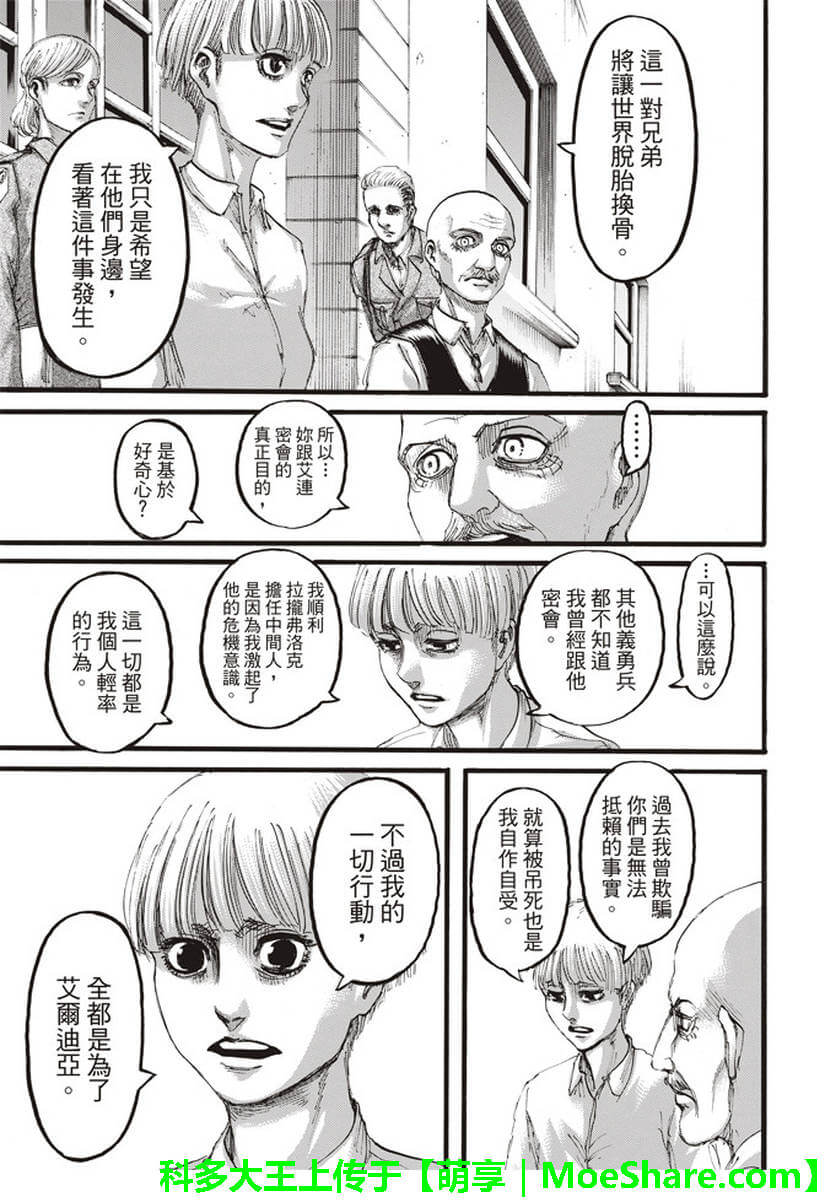 這一對兄弟
將讓世界脫胎換骨。
我只是希望
在他們身邊，
看著這件事發生。
⋯⋯⋯
所以⋯
妳跟艾連
密會的
真正目的，
是基於
好奇心？
⋯可以這麼說。
其他義勇兵
都不知道
我曾經跟他
密會。
我順利
拉攏弗洛克
擔任中間人，
是因為我激起了
他的危機意識。
這一切都是
我個人輕率
的行為。
過去我曾欺騙
你們是無法
抵賴的事實。
就算被吊死也是
我自作自受。
不過我的
一切行動，
全都是為了
艾爾迪亞。
科多大王上传于【萌享/MoeShare.com】